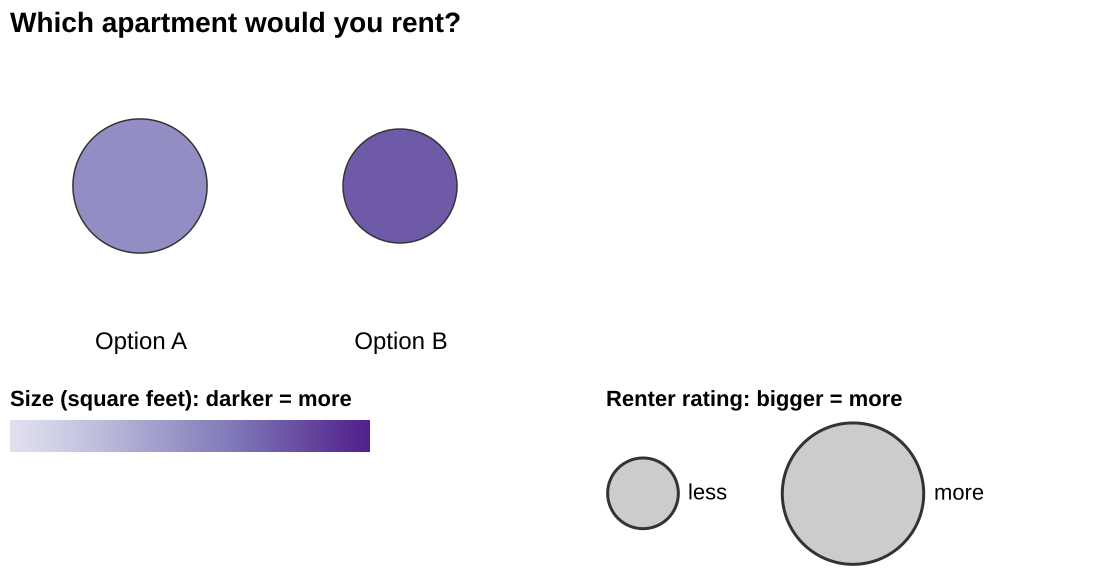 Which apartment would you rent?
Option A
Option B
Size (square feet): darker = more
Renter rating: bigger = more
less
more